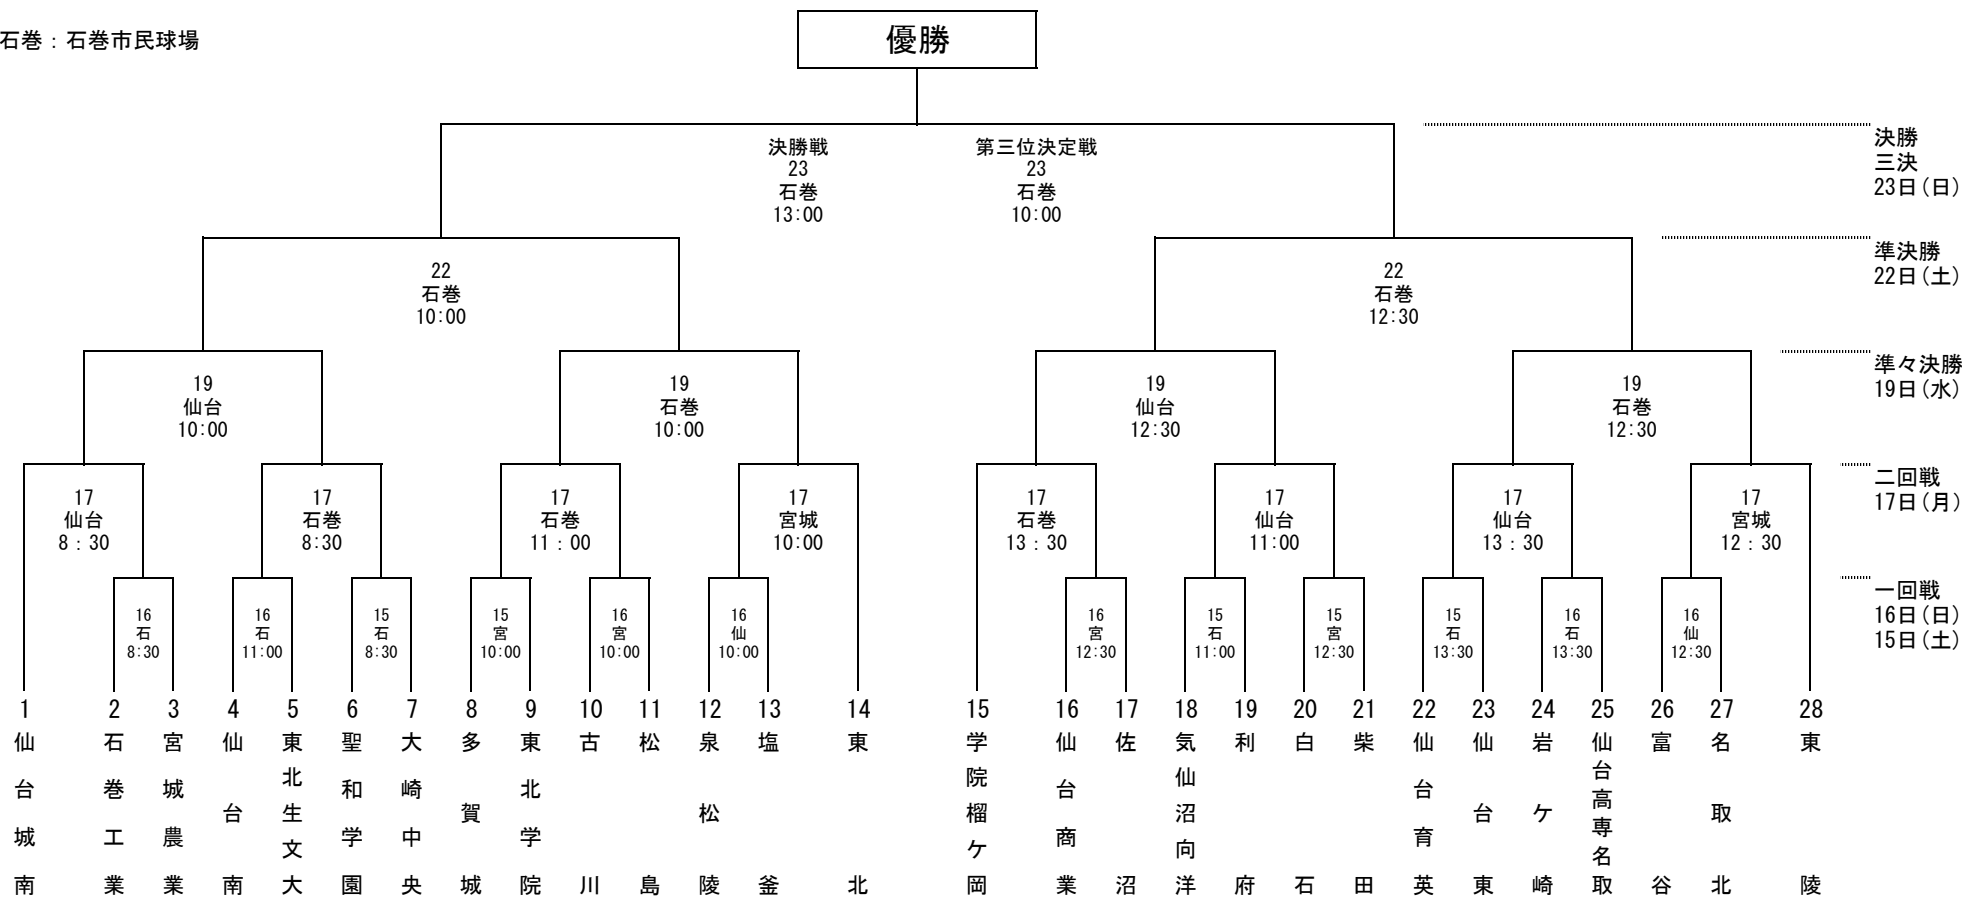 石巻：石巻市民球場
優勝
決勝戦
23
石巻
13:00
第三位決定戦
23
石巻
10:00
決勝
三決
23日(日)
22
石巻
10:00
22
石巻
12:30
準決勝
22日(土)
19
仙台
10:00
19
石巻
10:00
19
仙台
12:30
19
石巻
12:30
準々決勝
19日(水)
17
仙台
8：30
17
石巻
8:30
17
石巻
11：00
17
宮城
10:00
17
石巻
13：30
17
仙台
11:00
17
仙台
13：30
17
宮城
12：30
二回戦
17日(月)
16
石
8:30
16
石
11:00
15
石
8:30
15
宮
10:00
16
宮
10:00
16
仙
10:00
16
宮
12:30
15
石
11:00
15
宮
12:30
15
石
13:30
16
石
13:30
16
仙
12:30
一回戦
16日(日)
15日(土)
1
仙台城南
2
石巻工業
3
宮城農業
4
仙台南
5
東北生文大
6
聖和学園
7
大崎中央
8
多賀城
9
東北学院
10
古川
11
松島
12
泉松陵
13
塩釜
14
東北
15
学院榴ケ岡
16
仙台商業
17
佐沼
18
気仙沼向洋
19
利府
20
白石
21
柴田
22
仙台育英
23
仙台東
24
岩ケ崎
25
仙台高専名取
26
富谷
27
名取北
28
東陵